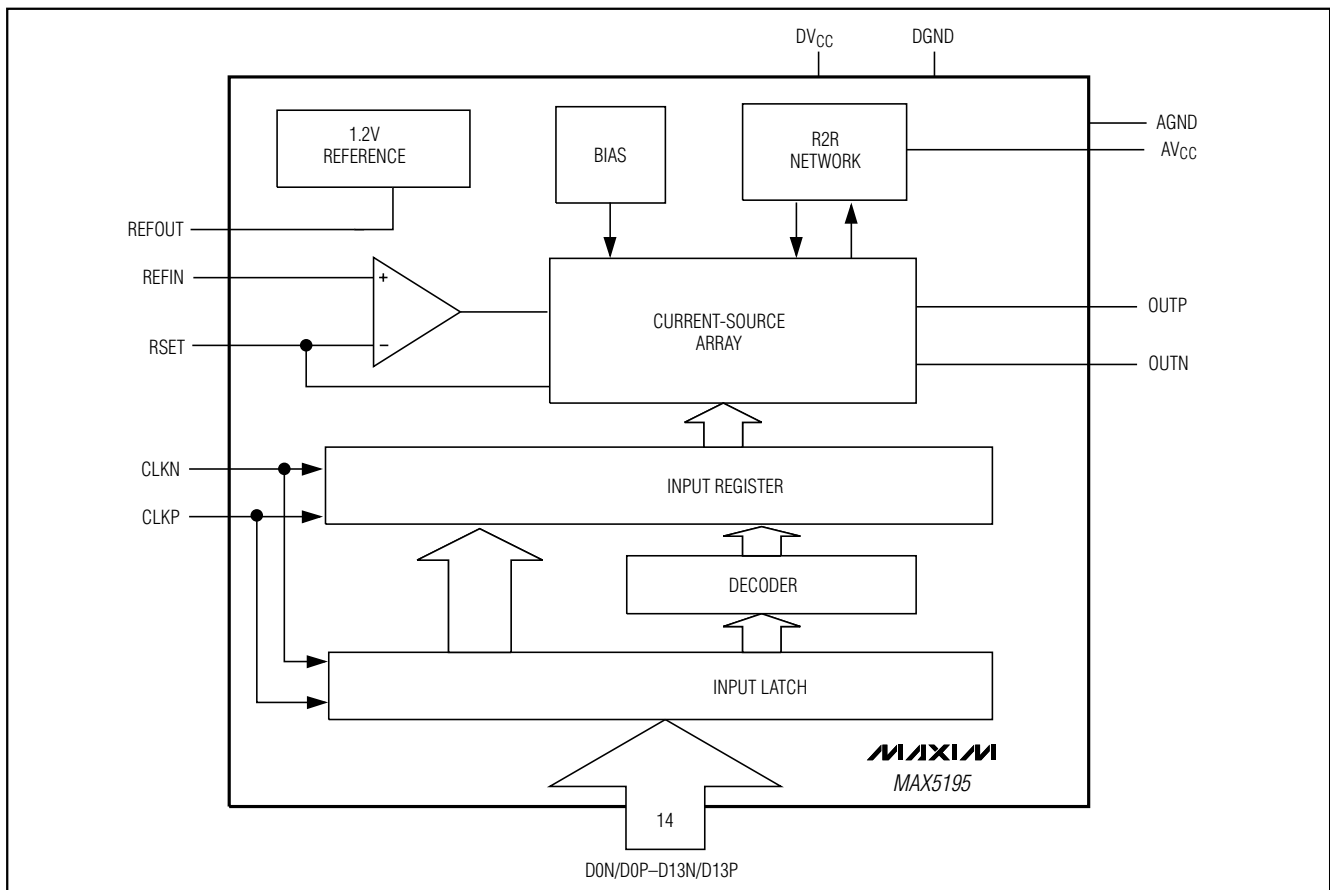 DVCC DGND
1.2V
REFERENCE
BIAS
R2R
NETWORK
AGND
AVCC
REFOUT
REFIN
+
RSET
–
CURRENT-SOURCE
ARRAY
OUTP
OUTN
CLKN
CLKP
INPUT REGISTER
DECODER
INPUT LATCH
MAXIM
MAX5195
14
D0N/D0P–D13N/D13P